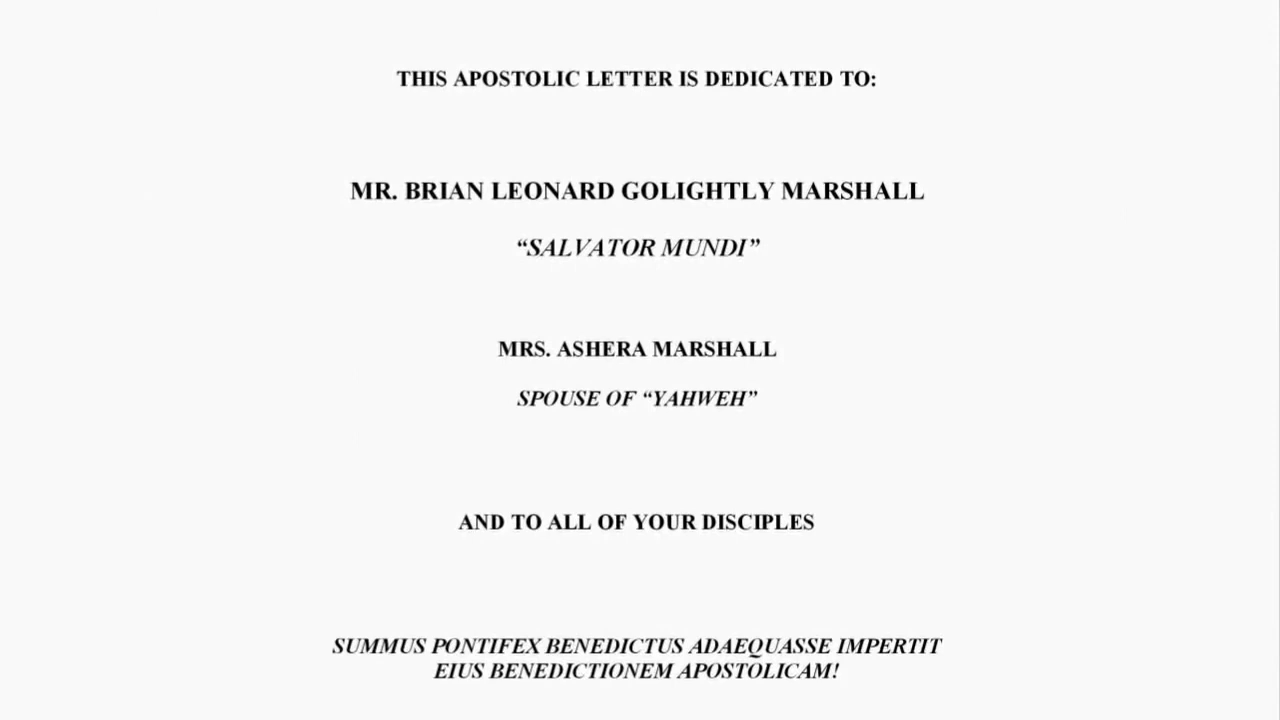 THIS APOSTOLIC LETTER IS DEDICATED TO:
MR. BRIAN LEONARD GOLIGHTLY MARSHALL
“SALVATOR MUNDI”
MRS. ASHERA MARSHALL
SPOUSE OF “YAHWEH”
AND TO ALL OF YOUR DISCIPLES
SUMMUS PONTIFEX BENEDICTUS ADAEQUASSE IMPERTIT
EIUS BENEDICTIONEM APOSTOLICAM!